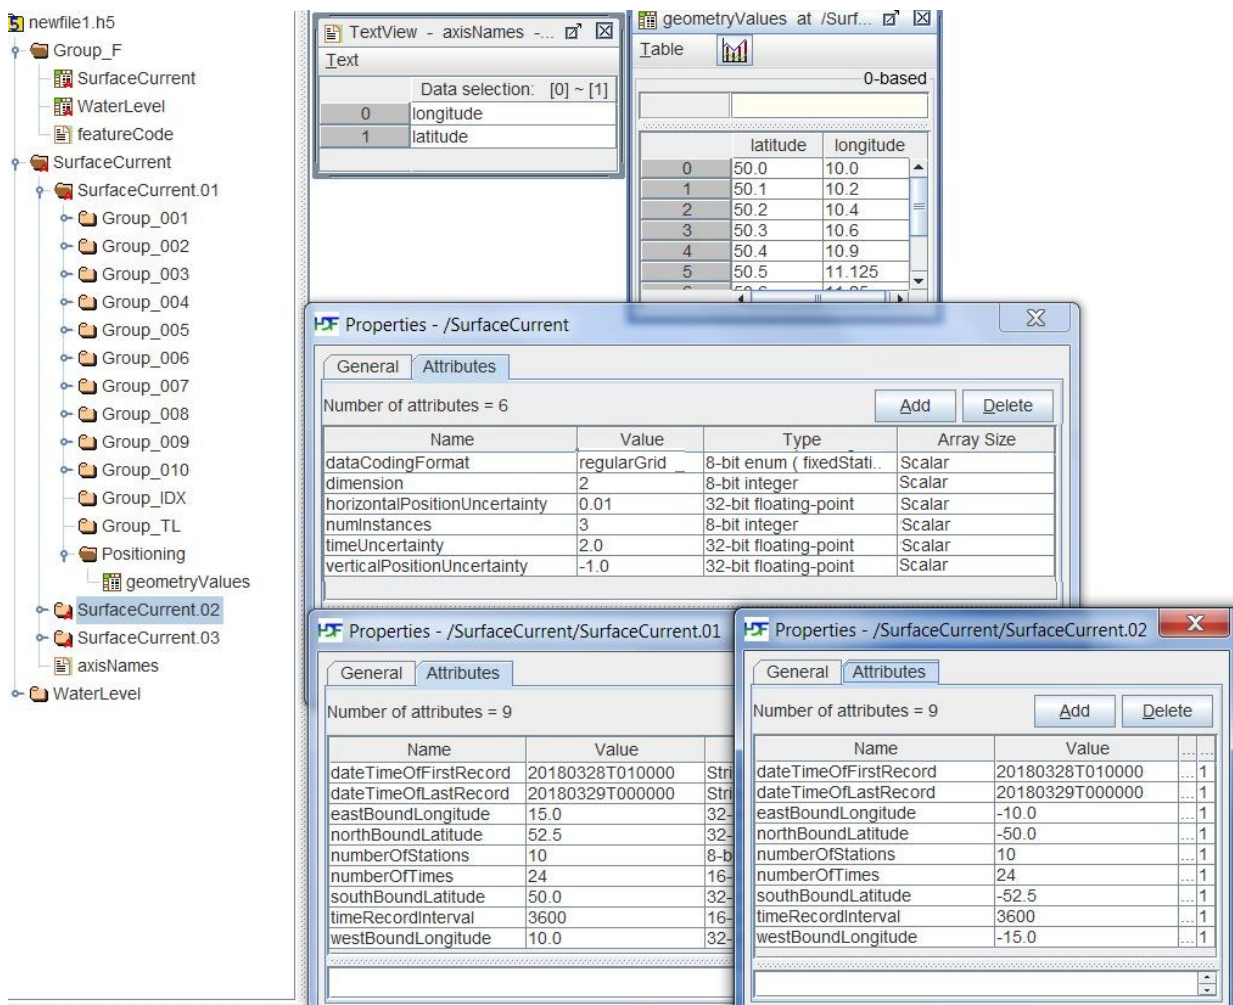 newfile1.h5
Group_F
SurfaceCurrent
WaterLevel
featureCode
SurfaceCurrent
SurfaceCurrent.01
Group_001
Group_002
Group_003
Group_004
Group_005
Group_006
Group_007
Group_008
Group_009
Group_010
Group_IDX
Group_TL
Positioning
geometryValues
SurfaceCurrent.02
SurfaceCurrent.03
axisNames
WaterLevel
TextView - axisNames -...
Text
Data selection: [0] ~ [1]
0 longitude
1 latitude
geometryValues at /Surf...
Table
0-based
latitude longitude
0 50.0 10.0
1 50.1 10.2
2 50.2 10.4
3 50.3 10.6
4 50.4 10.9
5 50.5 11.125
Properties - /SurfaceCurrent
General Attributes
Number of attributes = 6 Add Delete
Name Value Type Array Size
dataCodingFormat regularGrid 8-bit enum ( fixedStati.. Scalar
dimension 2 8-bit integer Scalar
horizontalPositionUncertainty 0.01 32-bit floating-point Scalar
numInstances 3 8-bit integer Scalar
timeUncertainty 2.0 32-bit floating-point Scalar
verticalPositionUncertainty -1.0 32-bit floating-point Scalar
Properties - /SurfaceCurrent/SurfaceCurrent.01
General Attributes
Number of attributes = 9
Name Value
dateTimeOfFirstRecord 20180328T010000 Stri
dateTimeOfLastRecord 20180329T000000 Stri
eastBoundLongitude 15.0 32-
northBoundLatitude 52.5 32-
numberOfStations 10 8-b
numberOfTimes 24 16-
southBoundLatitude 50.0 32-
timeRecordInterval 3600 16-
westBoundLongitude 10.0 32-
Properties - /SurfaceCurrent/SurfaceCurrent.02
General Attributes
Number of attributes = 9 Add Delete
Name Value ... ...
dateTimeOfFirstRecord 20180328T010000 ... 1
dateTimeOfLastRecord 20180329T000000 ... 1
eastBoundLongitude -10.0 ... 1
northBoundLatitude -50.0 ... 1
numberOfStations 10 ... 1
numberOfTimes 24 ... 1
southBoundLatitude -52.5 ... 1
timeRecordInterval 3600 ... 1
westBoundLongitude -15.0 ... 1